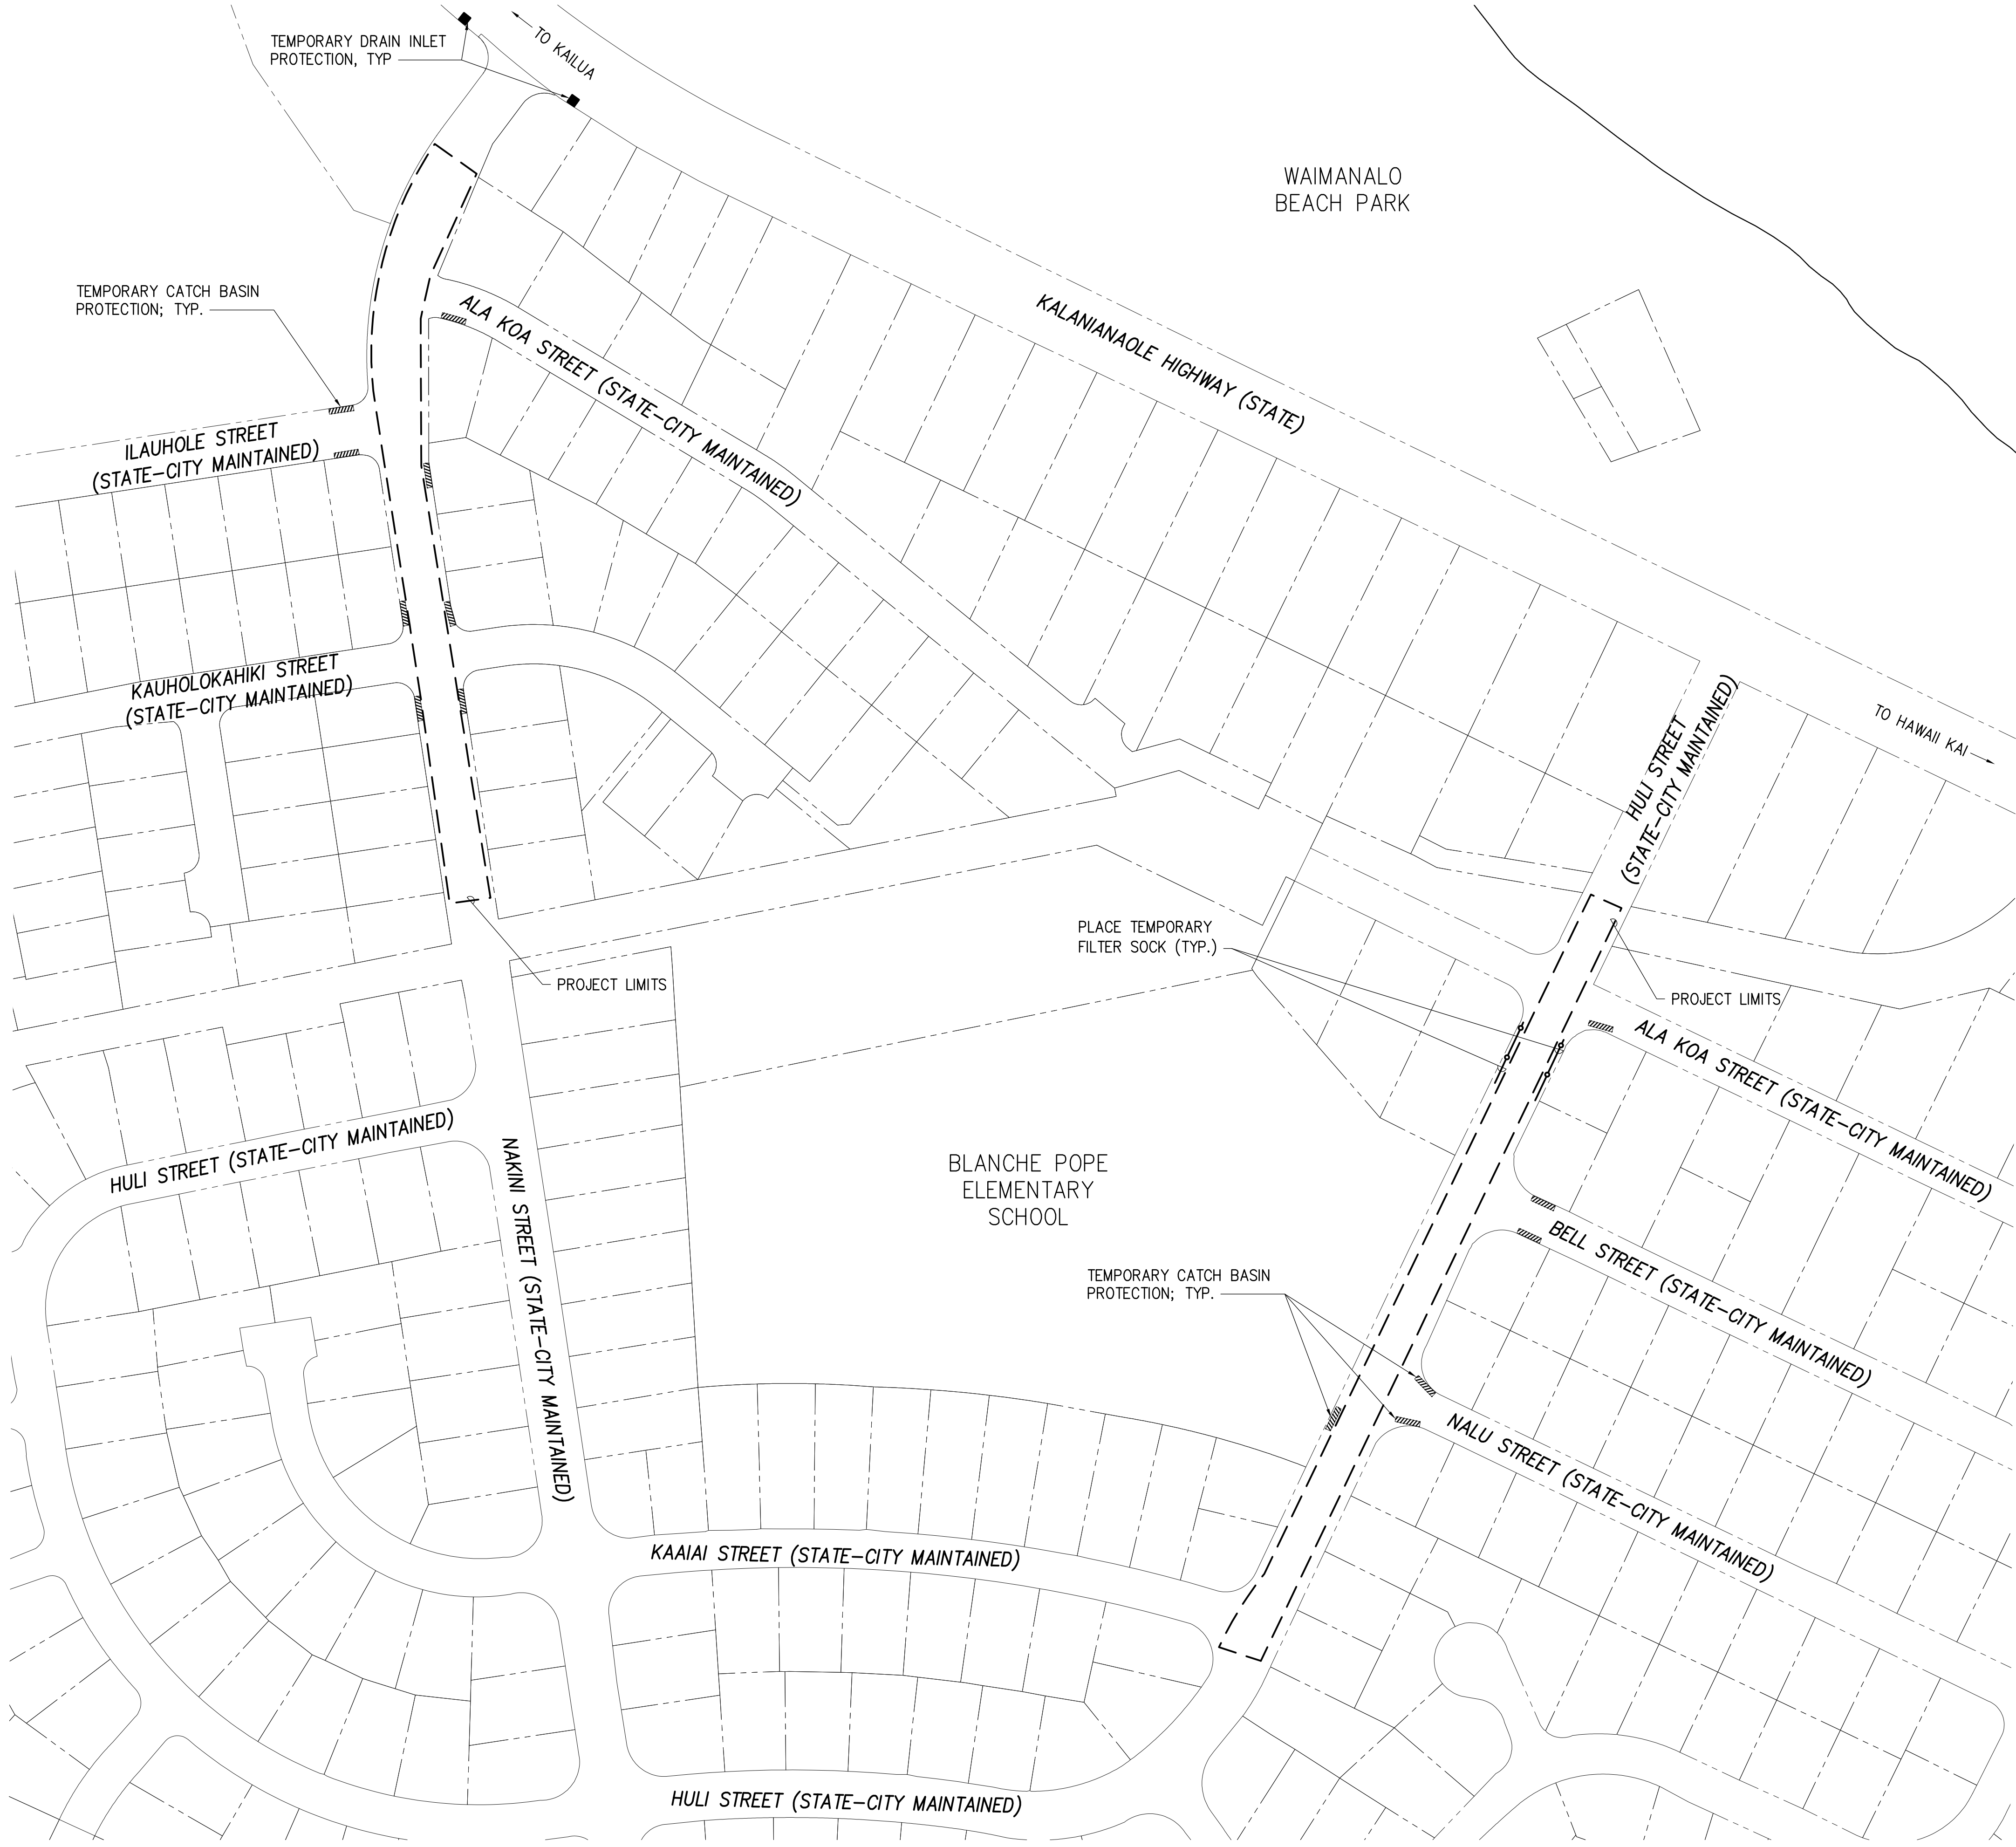 TEMPORARY DRAIN INLET
PROTECTION, TYP
TO KAILUA
WAIMANALO
BEACH PARK
TEMPORARY CATCH BASIN
PROTECTION; TYP.
ALA KOA STREET (STATE-CITY MAINTAINED)
KALANIANAOLE HIGHWAY (STATE)
ILAUHOLE STREET
(STATE-CITY MAINTAINED)
KAUHOLOKAHIKI STREET
(STATE-CITY MAINTAINED)
HULI STREET
(STATE-CITY MAINTAINED)
TO HAWAII KAI
PLACE TEMPORARY
FILTER SOCK (TYP.)
PROJECT LIMITS
PROJECT LIMITS
ALA KOA STREET (STATE-CITY MAINTAINED)
HULI STREET (STATE-CITY MAINTAINED)
NAKINI STREET (STATE-CITY MAINTAINED)
BLANCHE POPE
ELEMENTARY
SCHOOL
BELL STREET (STATE-CITY MAINTAINED)
TEMPORARY CATCH BASIN
PROTECTION; TYP.
NALU STREET (STATE-CITY MAINTAINED)
KAAIAI STREET (STATE-CITY MAINTAINED)
HULI STREET (STATE-CITY MAINTAINED)